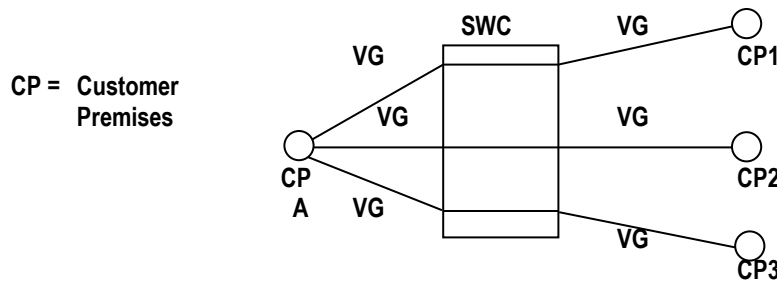 SWC
VG
VG
CP1
CP = Customer
Premises
VG
VG
CP2
CP
A
VG
VG
CP3